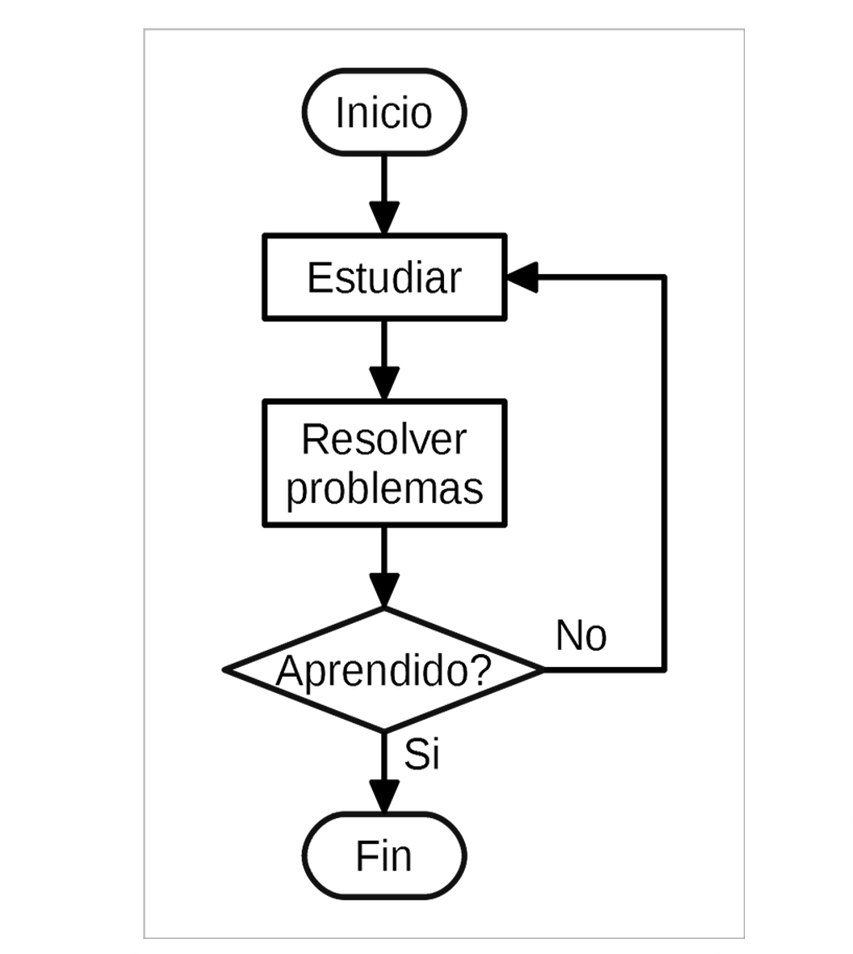 Inicio
Estudiar
Resolver
problemas
Aprendido?
No
Si
Fin